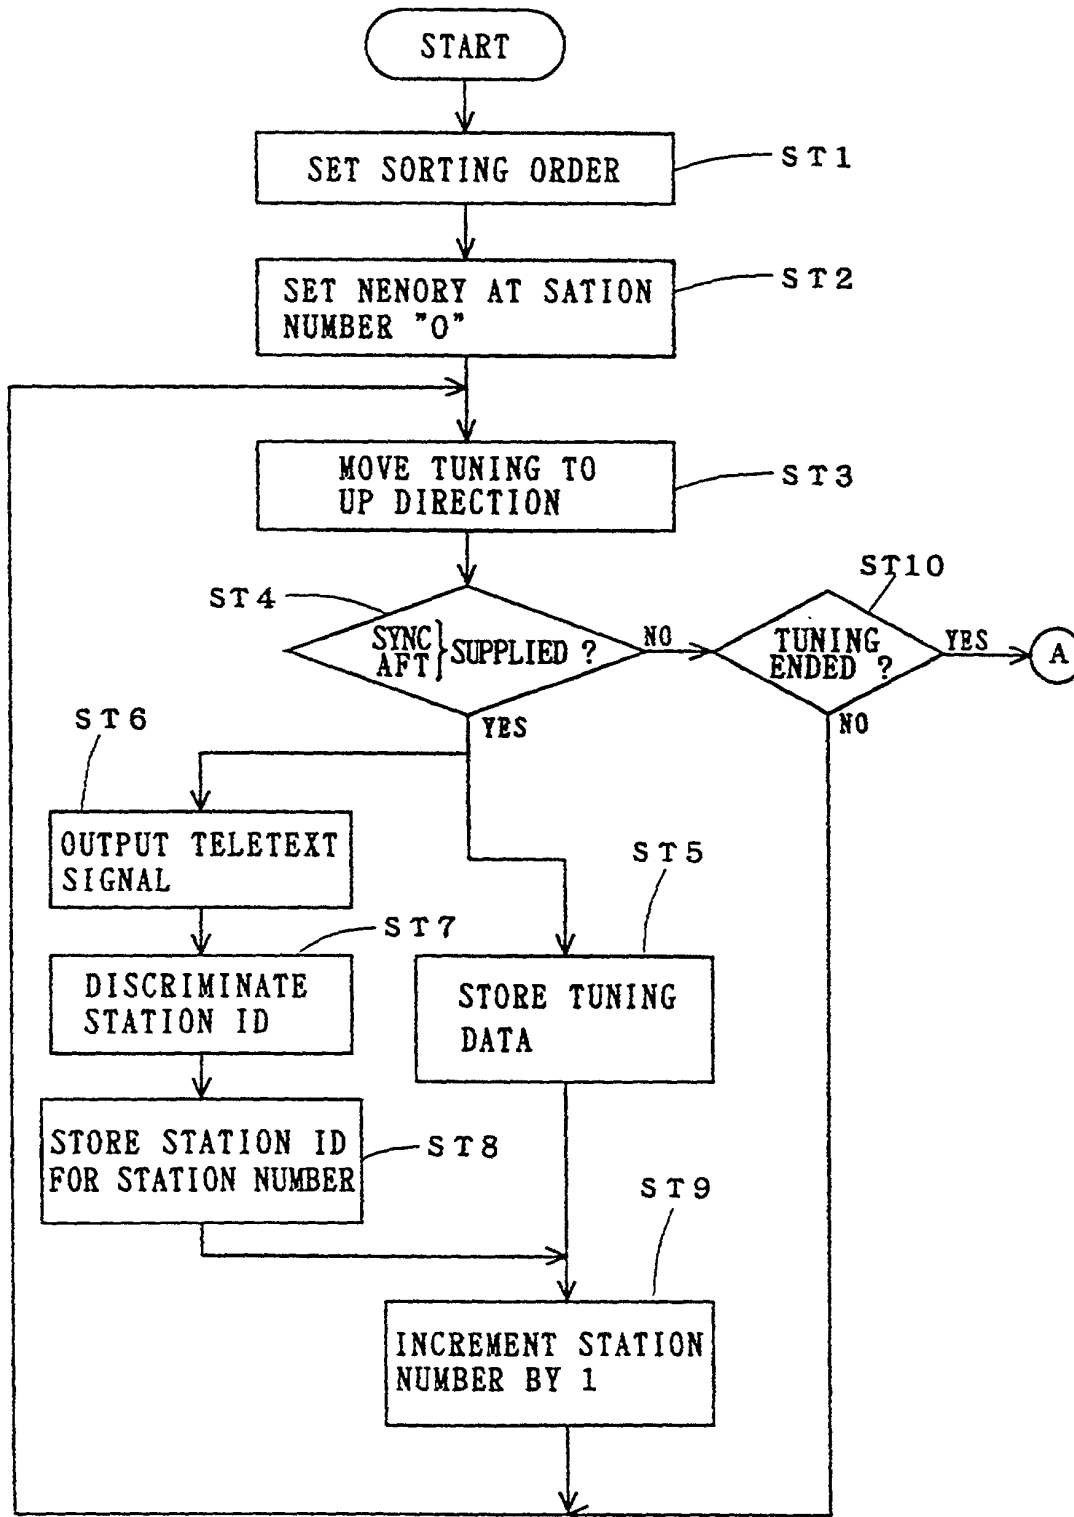 START
SET SORTING ORDER
ST1
SET NENORY AT SATION
NUMBER "0"
ST2
MOVE TUNING TO
UP DIRECTION
ST3
ST4
SYNC
AFT
} SUPPLIED ?
NO
ST10
TUNING
ENDED ?
YES
A
YES
NO
ST6
OUTPUT TELETEXT
SIGNAL
ST5
ST7
DISCRIMINATE
STATION ID
STORE TUNING
DATA
STORE STATION ID
FOR STATION NUMBER
ST8
ST9
INCREMENT STATION
NUMBER BY 1